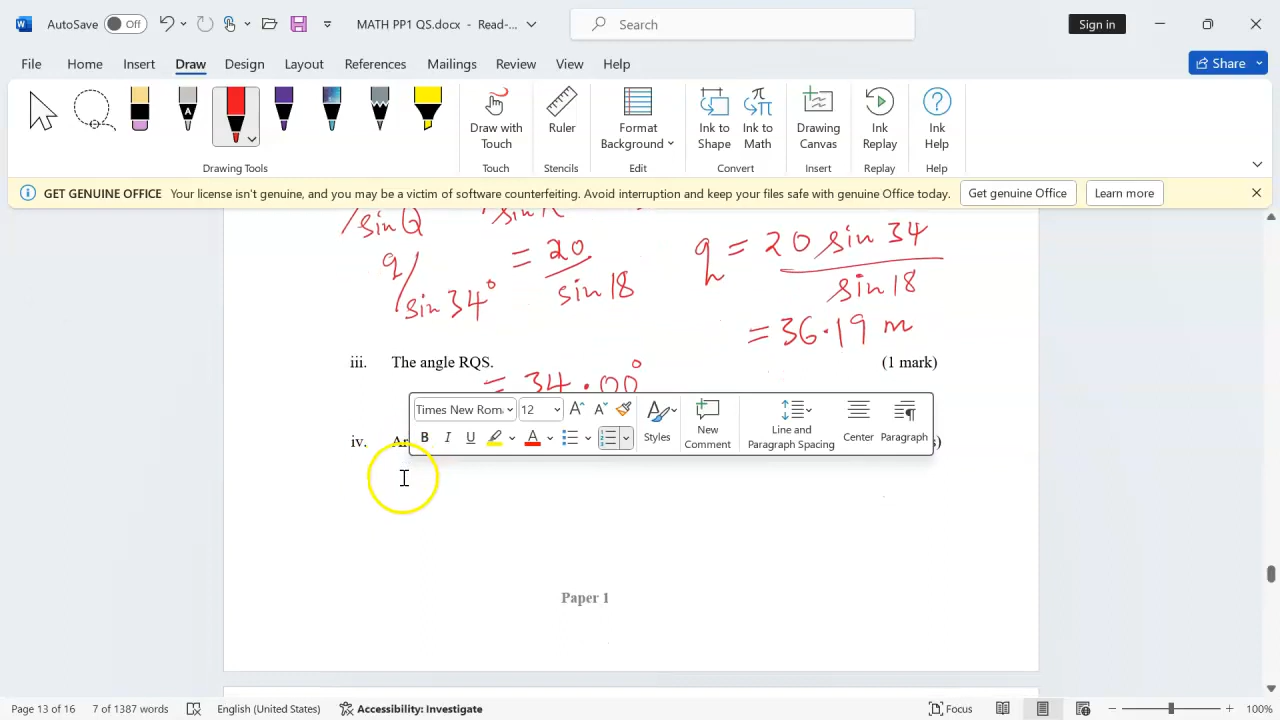 AutoSave Off MATH PP1 QS.docx - Read-... Search Sign in
File Home Insert Draw Design Layout References Mailings Review View Help Share
Draw with Touch Ruler Format Background Ink to Shape Ink to Math Drawing Canvas Ink Replay Ink Help
Drawing Tools Touch Stencils Edit Convert Insert Replay Help
GET GENUINE OFFICE Your license isn't genuine, and you may be a victim of software counterfeiting. Avoid interruption and keep your files safe with genuine Office today. Get genuine Office Learn more
/sin Q
q/sin 34° = 20/sin 18 q = 20 sin 34/sin 18
= 36.19 m
iii. The angle RQS. (1 mark)
= 34.00°
Times New Rom 12
B I U A Styles New Comment Line and Paragraph Spacing Center Paragraph
iv.
Paper 1
Page 13 of 16 7 of 1387 words English (United States) Accessibility: Investigate Focus 100%